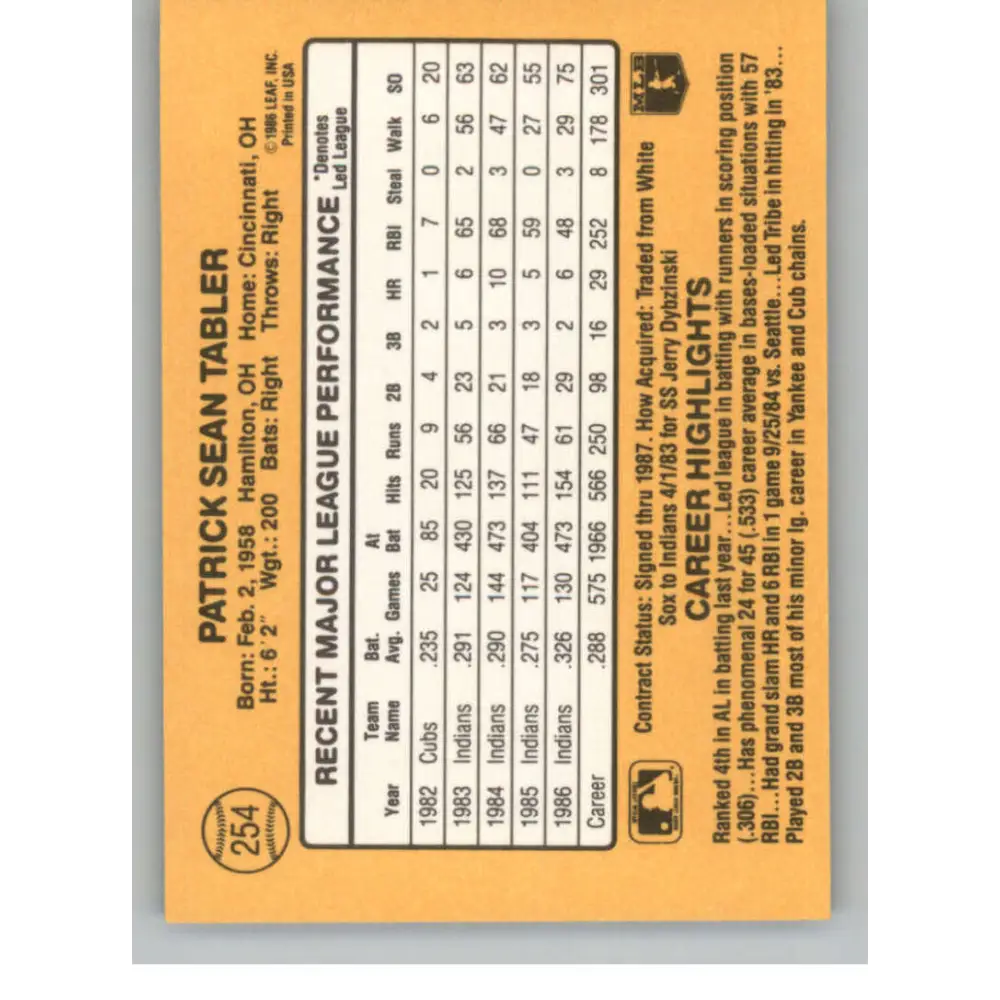 254
PATRICK SEAN TABLER
Born: Feb. 2, 1958 Hamilton, OH Home: Cincinnati, OH
Ht.: 6'2" Wgt.: 200 Bats: Right Throws: Right
© 1986 LEAF, INC.
Printed in USA
RECENT MAJOR LEAGUE PERFORMANCE *Denotes Led League
Year Team Name Bat. Avg. Games At Bat Hits Runs 2B 3B HR RBI Steal Walk SO
1982 Cubs .235 25 85 20 9 4 2 1 7 0 6 20
1983 Indians .291 124 430 125 56 23 5 6 65 2 56 63
1984 Indians .290 144 473 137 66 21 3 10 68 3 47 62
1985 Indians .275 117 404 111 47 18 3 5 59 0 27 55
1986 Indians .326 130 473 154 61 29 2 6 48 3 29 75
Career .288 575 1966 566 250 98 16 29 252 8 178 301
Contract Status: Signed thru 1987. How Acquired: Traded from White
Sox to Indians 4/1/83 for SS Jerry Dybzinski
MLB
CAREER HIGHLIGHTS
Ranked 4th in AL in batting last year...Led league in batting with runners in scoring position
(.306)...Has phenomenal 24 for 45 (.533) career average in bases-loaded situations with 57
RBI...Had grand slam HR and 6 RBI in 1 game 9/25/84 vs. Seattle...Led Tribe in hitting in '83...
Played 2B and 3B most of his minor lg. career in Yankee and Cub chains.